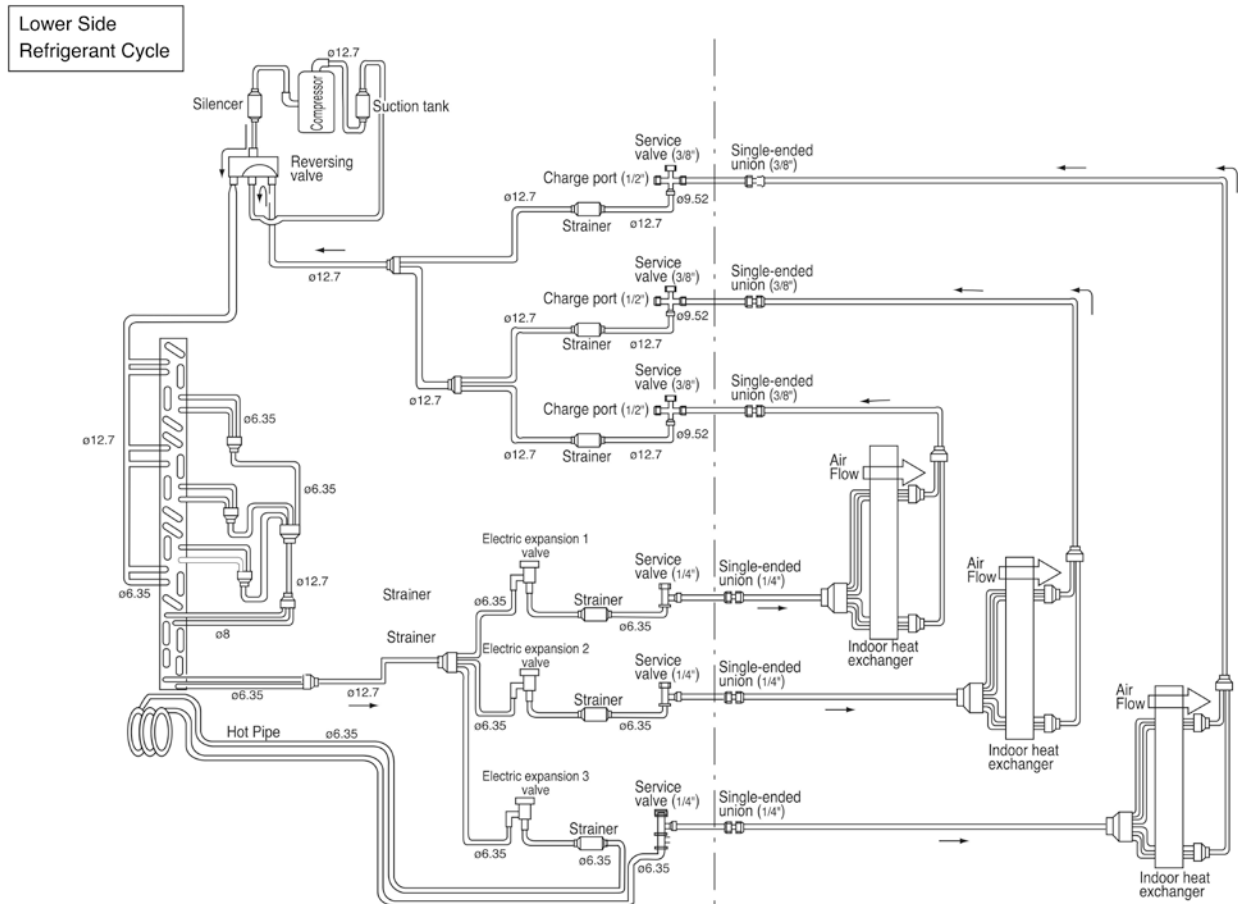 Lower Side
Refrigerant Cycle
ø12.7
Silencer
Compressor
Suction tank
Reversing
valve
Service
valve (3/8")
Single-ended
union (3/8")
Charge port (1/2")
ø12.7
ø9.52
Strainer
ø12.7
ø12.7
Service
valve (3/8")
Single-ended
union (3/8")
Charge port (1/2")
ø12.7
ø9.52
Strainer
ø12.7
ø12.7
Service
valve (3/8")
Single-ended
union (3/8")
Charge port (1/2")
ø9.52
ø12.7
Strainer
ø12.7
ø12.7
ø6.35
ø6.35
ø12.7
ø6.35
ø8
ø6.35
Air
Flow
Electric expansion 1
valve
Service
valve (1/4")
Single-ended
union (1/4")
Strainer
ø6.35
Strainer
ø6.35
Indoor heat
exchanger
Air
Flow
Strainer
Electric expansion 2
valve
Service
valve (1/4")
Single-ended
union (1/4")
ø12.7
ø6.35
Strainer
ø6.35
Indoor heat
exchanger
Air
Flow
Hot Pipe
ø6.35
Electric expansion 3
valve
Service
valve (1/4")
Single-ended
union (1/4")
Strainer
ø6.35
ø6.35
ø6.35
Indoor heat
exchanger